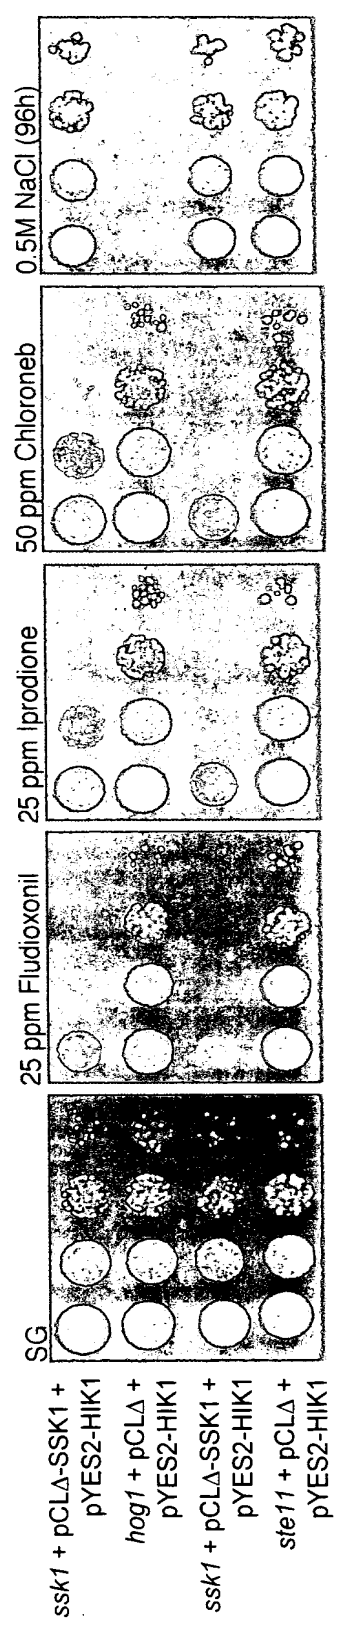 SG
25 ppm Fludioxonil
25 ppm Iprodione
50 ppm Chloroneb
0.5M NaCl (96h)
ssk1 + pCLΔ-SSK1 +
pYES2-HIK1
hog1 + pCLΔ +
pYES2-HIK1
ssk1 + pCLΔ-SSK1 +
pYES2-HIK1
ste11 + pCLΔ +
pYES2-HIK1